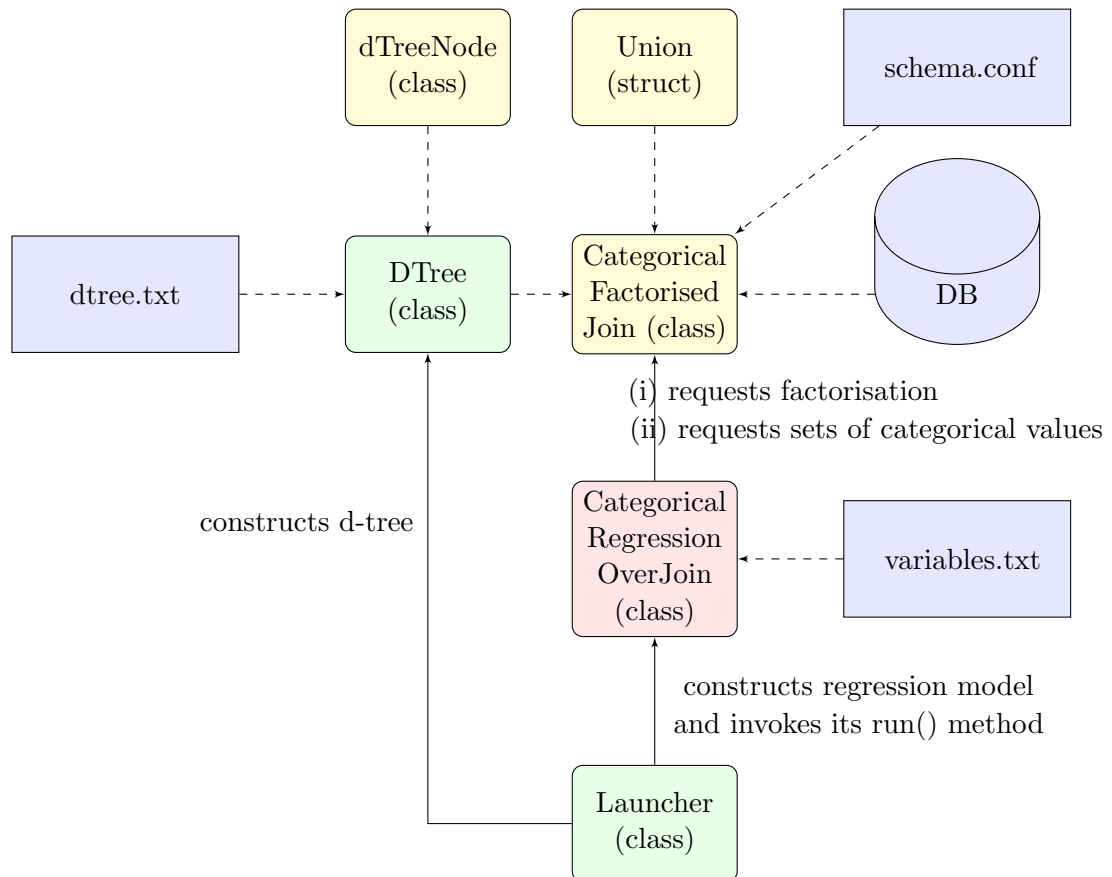 dTreeNode
(class)
Union
(struct)
schema.conf
dtree.txt
DTree
(class)
Categorical
Factorised
Join (class)
DB
(i) requests factorisation
(ii) requests sets of categorical values
constructs d-tree
Categorical
Regression
OverJoin
(class)
variables.txt
constructs regression model
and invokes its run() method
Launcher
(class)